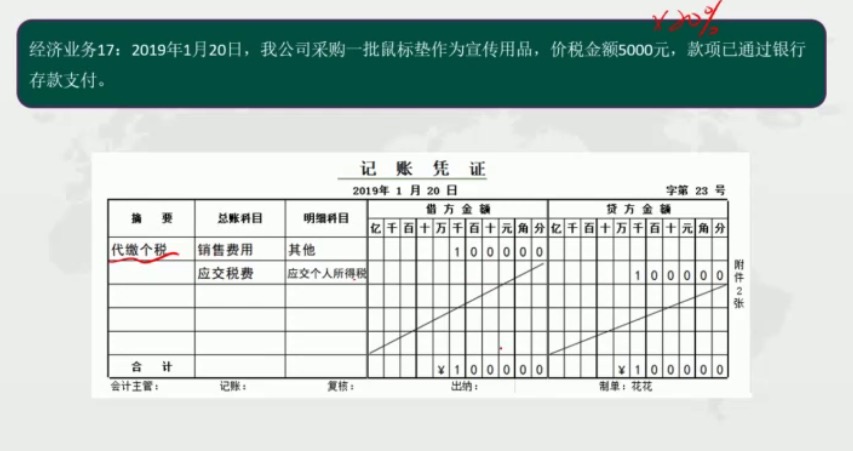 ×20%
经济业务17：2019年1月20日，我公司采购一批鼠标垫作为宣传用品，价税金额5000元，款项已通过银行
存款支付。
记 账 凭 证
2019年 1 月 20 日 字第 23 号
摘 要 总账科目 明细科目 借 方 金 额 贷 方 金 额
亿 千 百 十 万 千 百 十 元 角 分 亿 千 百 十 万 千 百 十 元 角 分
代缴个税 销售费用 其他 1 0 0 0 0 0
应交税费 应交个人所得税 1 0 0 0 0 0
附件2张
合 计 ¥ 1 0 0 0 0 0 ¥ 1 0 0 0 0 0
会计主管： 记账： 复核： 出纳： 制单：花花